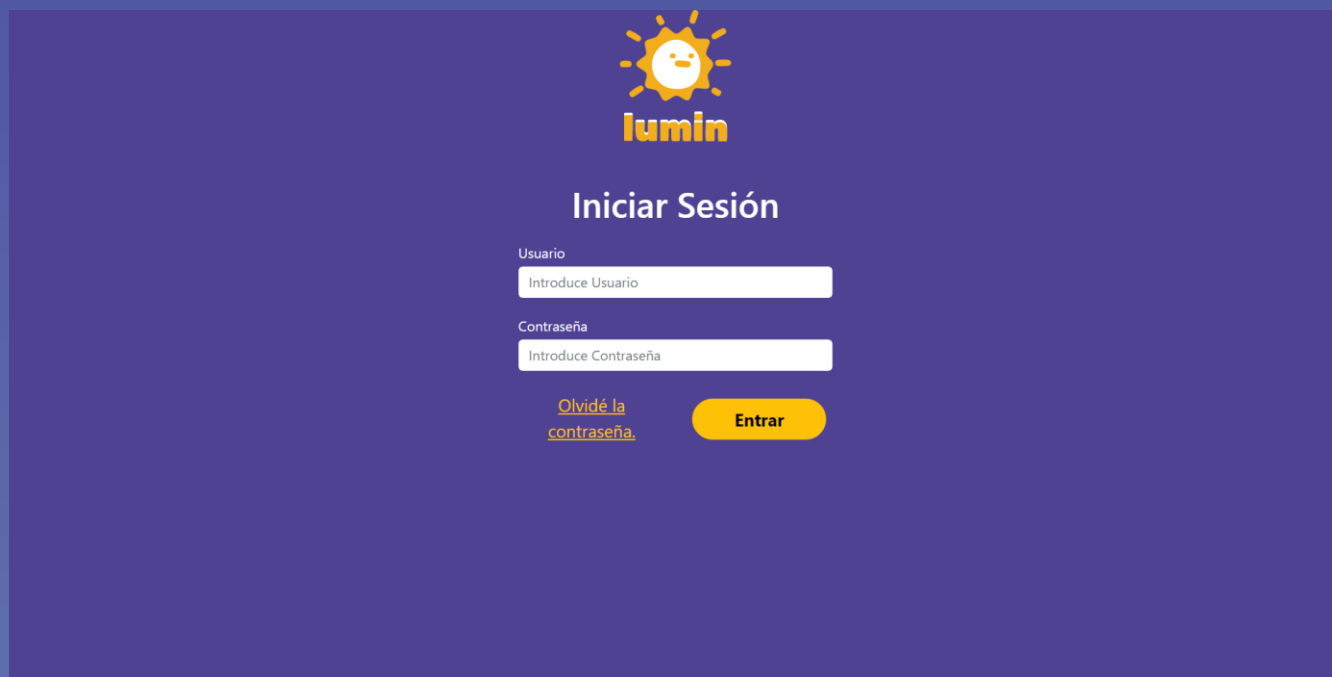 lumin
Iniciar Sesión
Usuario
Introduce Usuario
Contraseña
Introduce Contraseña
Olvidé la
contraseña.
Entrar